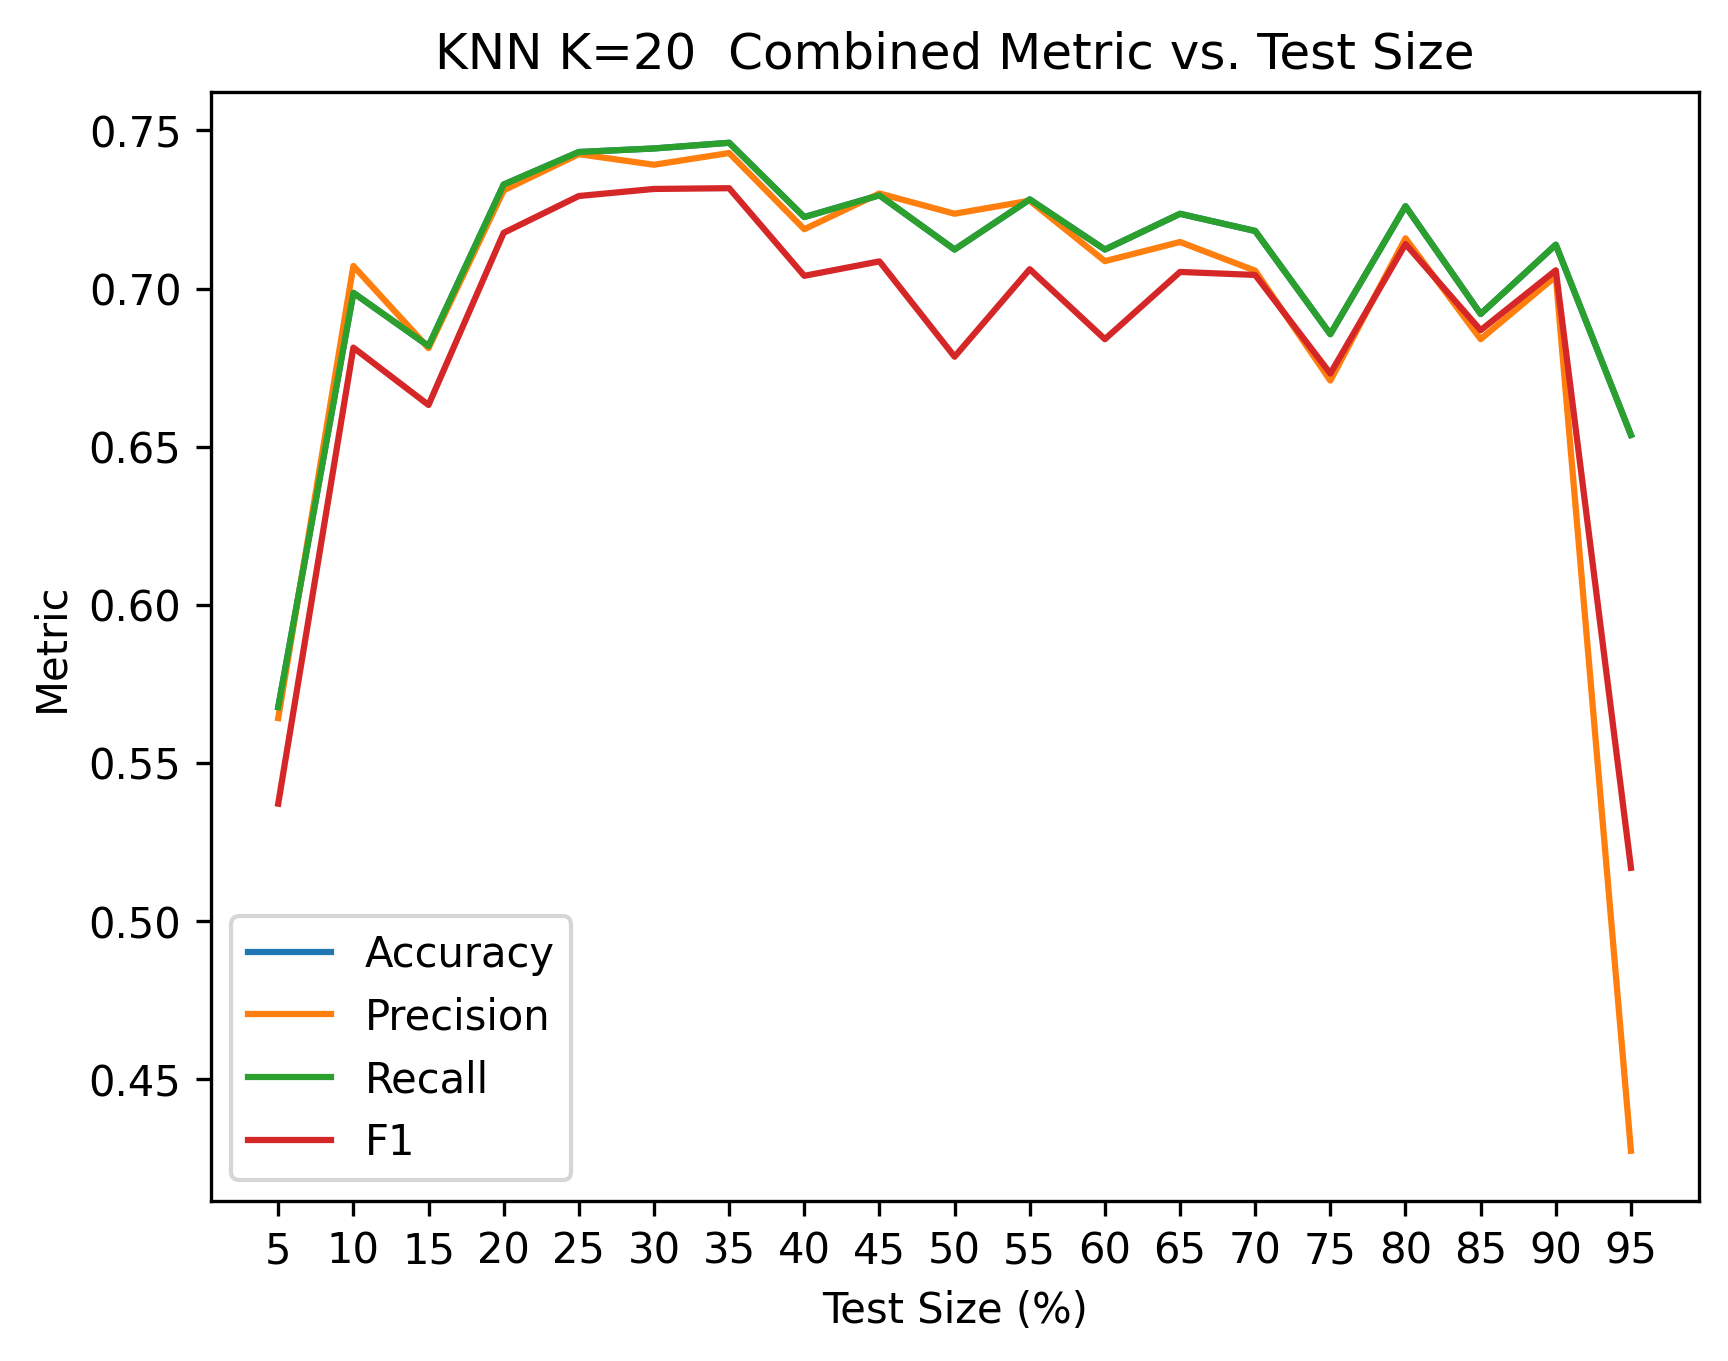 KNN K=20  Combined Metric vs. Test Size
0.75
0.70
0.65
0.60
0.55
0.50
0.45
Metric
Accuracy
Precision
Recall
F1
5 10 15 20 25 30 35 40 45 50 55 60 65 70 75 80 85 90 95
Test Size (%)